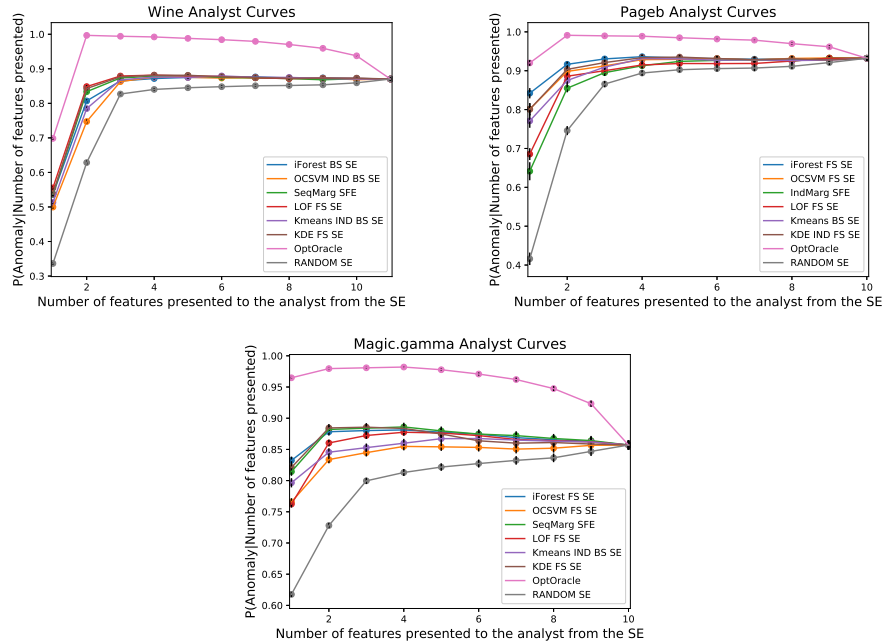 Wine Analyst Curves
P(Anomaly|Number of features presented)
1.0
0.9
0.8
0.7
0.6
0.5
0.4
0.3
iForest BS SE
OCSVM IND BS SE
SeqMarg SFE
LOF FS SE
Kmeans IND BS SE
KDE FS SE
OptOracle
RANDOM SE
2 4 6 8 10
Number of features presented to the analyst from the SE
Pageb Analyst Curves
P(Anomaly|Number of features presented)
1.0
0.9
0.8
0.7
0.6
0.5
0.4
iForest FS SE
OCSVM FS SE
IndMarg SFE
LOF FS SE
Kmeans BS SE
KDE IND FS SE
OptOracle
RANDOM SE
2 4 6 8 10
Number of features presented to the analyst from the SE
Magic.gamma Analyst Curves
P(Anomaly|Number of features presented)
1.00
0.95
0.90
0.85
0.80
0.75
0.70
0.65
0.60
iForest FS SE
OCSVM FS SE
SeqMarg SFE
LOF FS SE
Kmeans IND BS SE
KDE FS SE
OptOracle
RANDOM SE
2 4 6 8 10
Number of features presented to the analyst from the SE